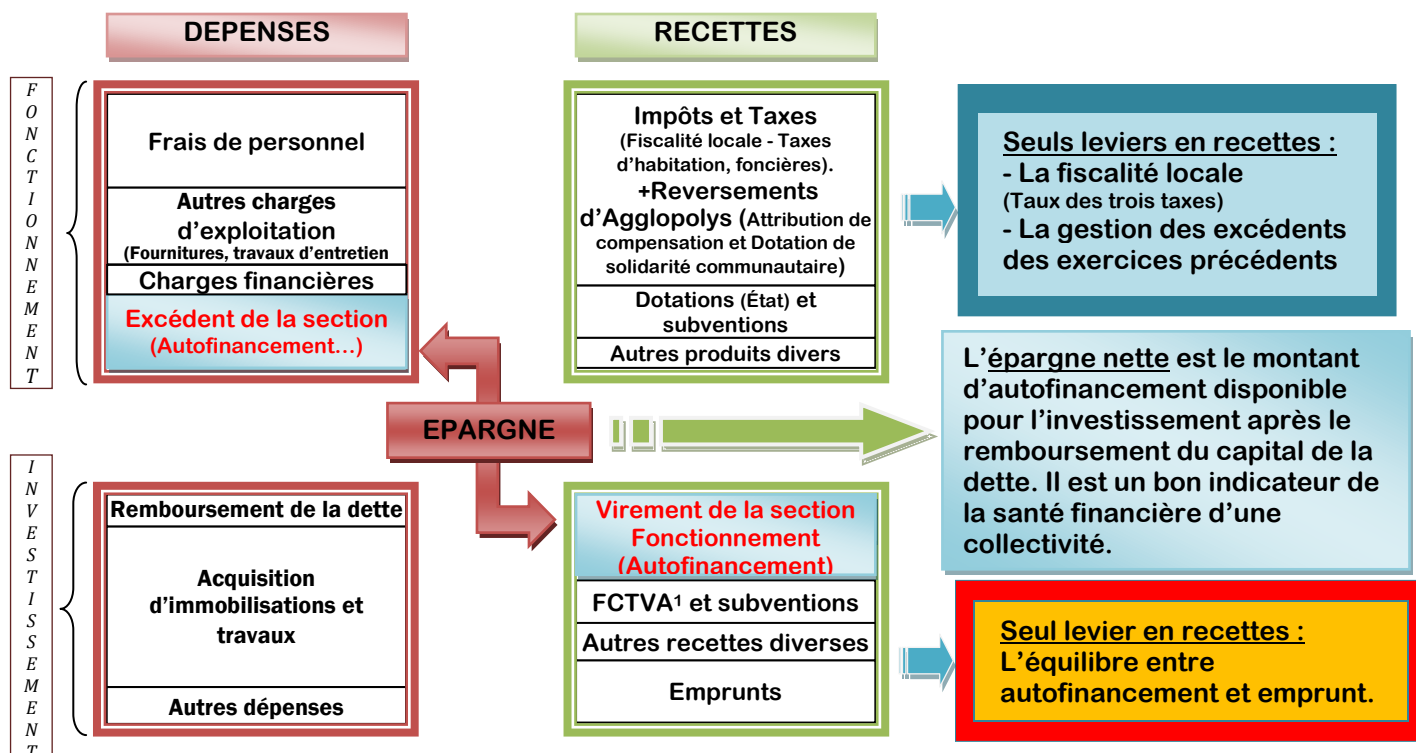 DEPENSES
RECETTES
FONCTIONNEMENT
Frais de personnel
Autres charges
d'exploitation
(Fournitures, travaux d'entretien
Charges financières
Excédent de la section
(Autofinancement…)
Impôts et Taxes
(Fiscalité locale - Taxes
d'habitation, foncières).
+Reversements
d'Agglopolys (Attribution de
compensation et Dotation de
solidarité communautaire)
Dotations (État) et
subventions
Autres produits divers
Seuls leviers en recettes :
- La fiscalité locale
(Taux des trois taxes)
- La gestion des excédents
des exercices précédents
EPARGNE
L'épargne nette est le montant
d'autofinancement disponible
pour l'investissement après le
remboursement du capital de la
dette. Il est un bon indicateur de
la santé financière d'une
collectivité.
INVESTISSEMENT
Remboursement de la dette
Acquisition
d'immobilisations et
travaux
Autres dépenses
Virement de la section
Fonctionnement
(Autofinancement)
FCTVA¹ et subventions
Autres recettes diverses
Emprunts
Seul levier en recettes :
L'équilibre entre
autofinancement et emprunt.